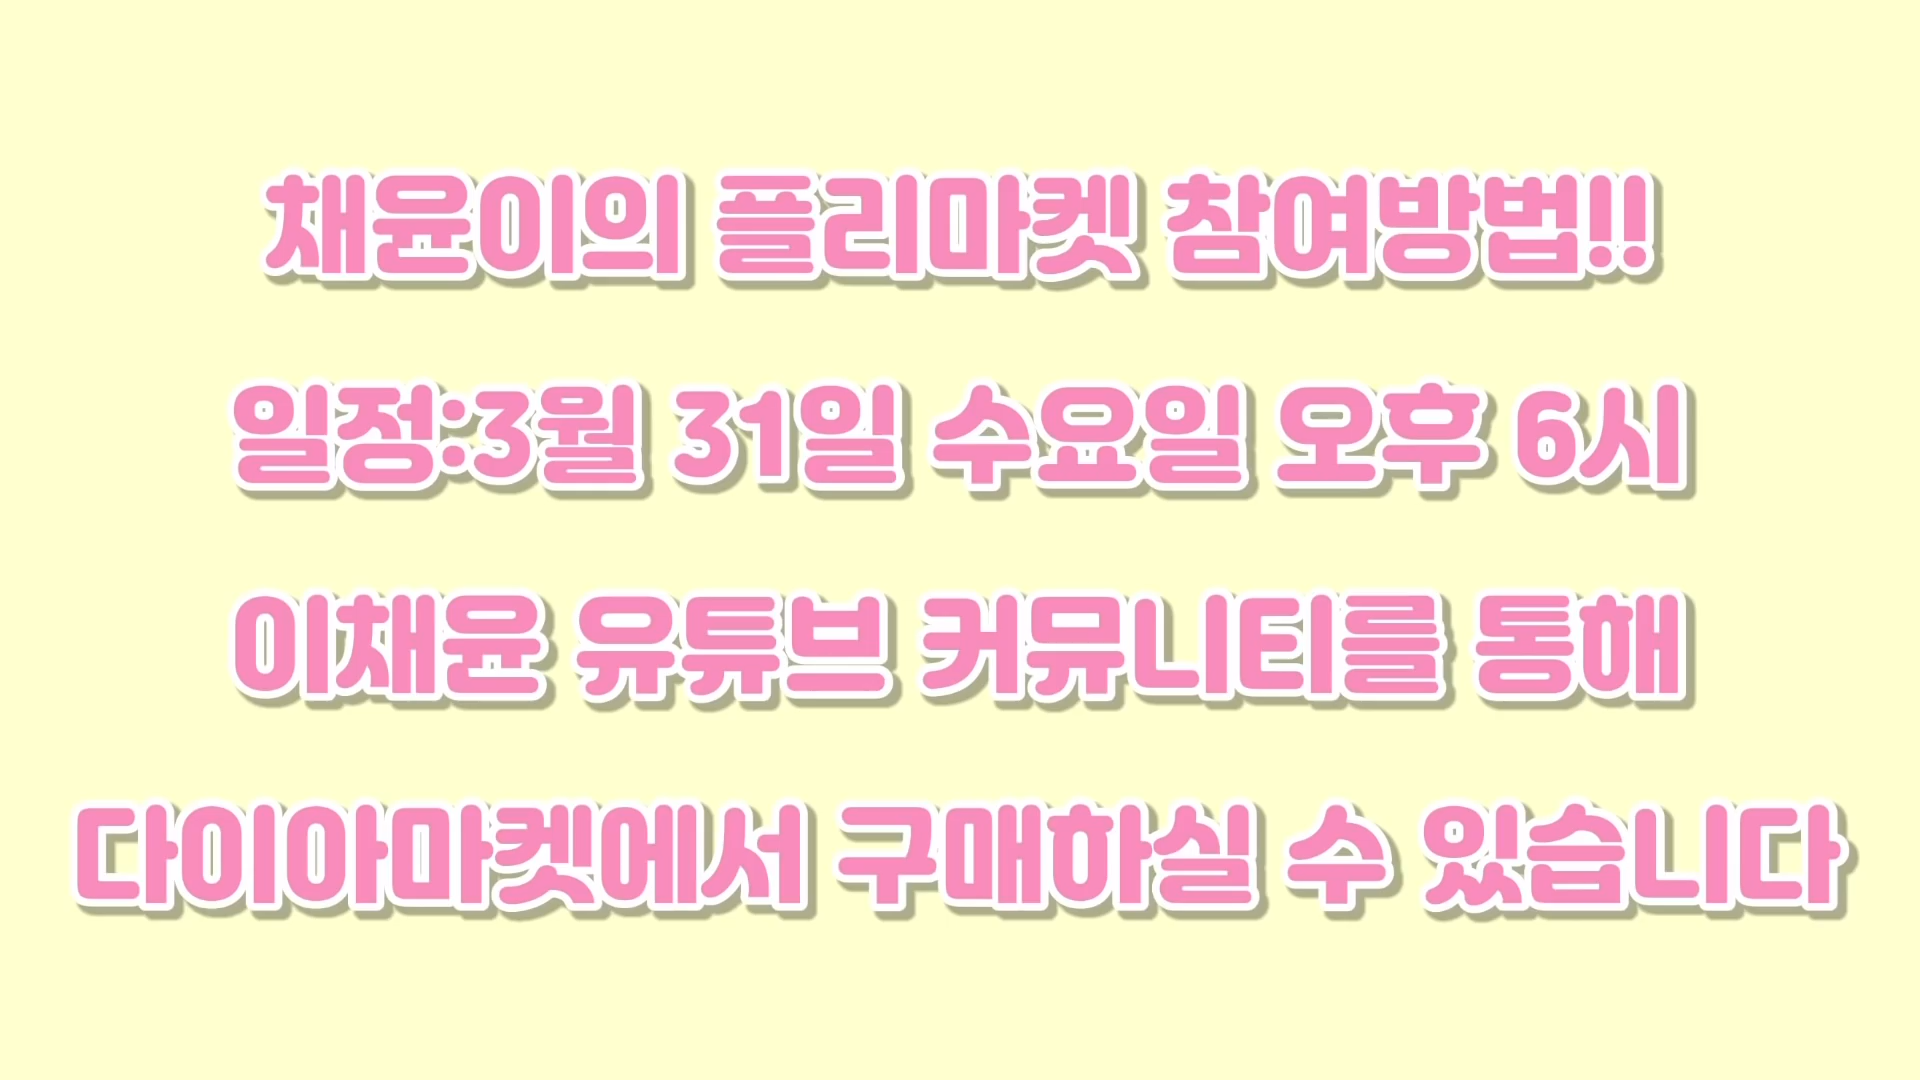 채윤이의 플리마켓 참여방법!!
일정:3월 31일 수요일 오후 6시
이채윤 유튜브 커뮤니티를 통해
다이아마켓에서 구매하실 수 있습니다